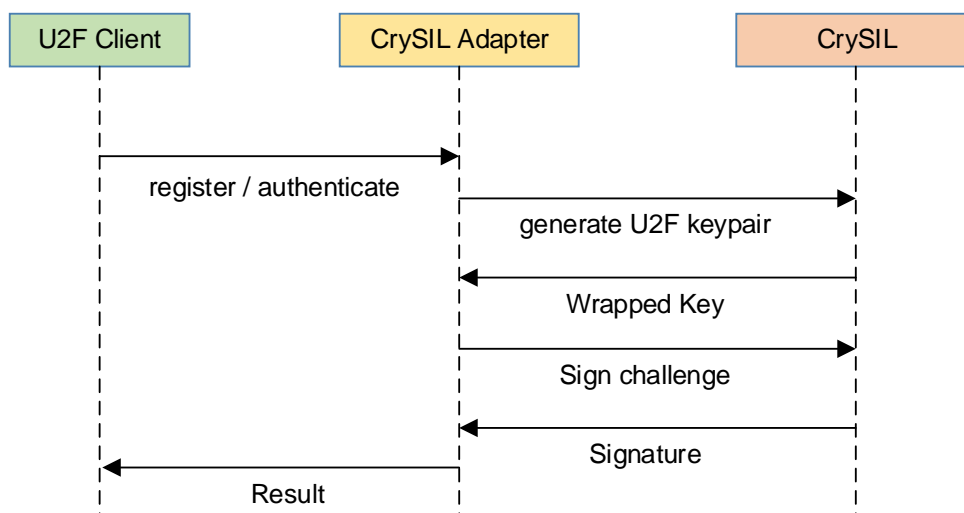 U2F Client
CrySIL Adapter
CrySIL
register / authenticate
generate U2F keypair
Wrapped Key
Sign challenge
Signature
Result